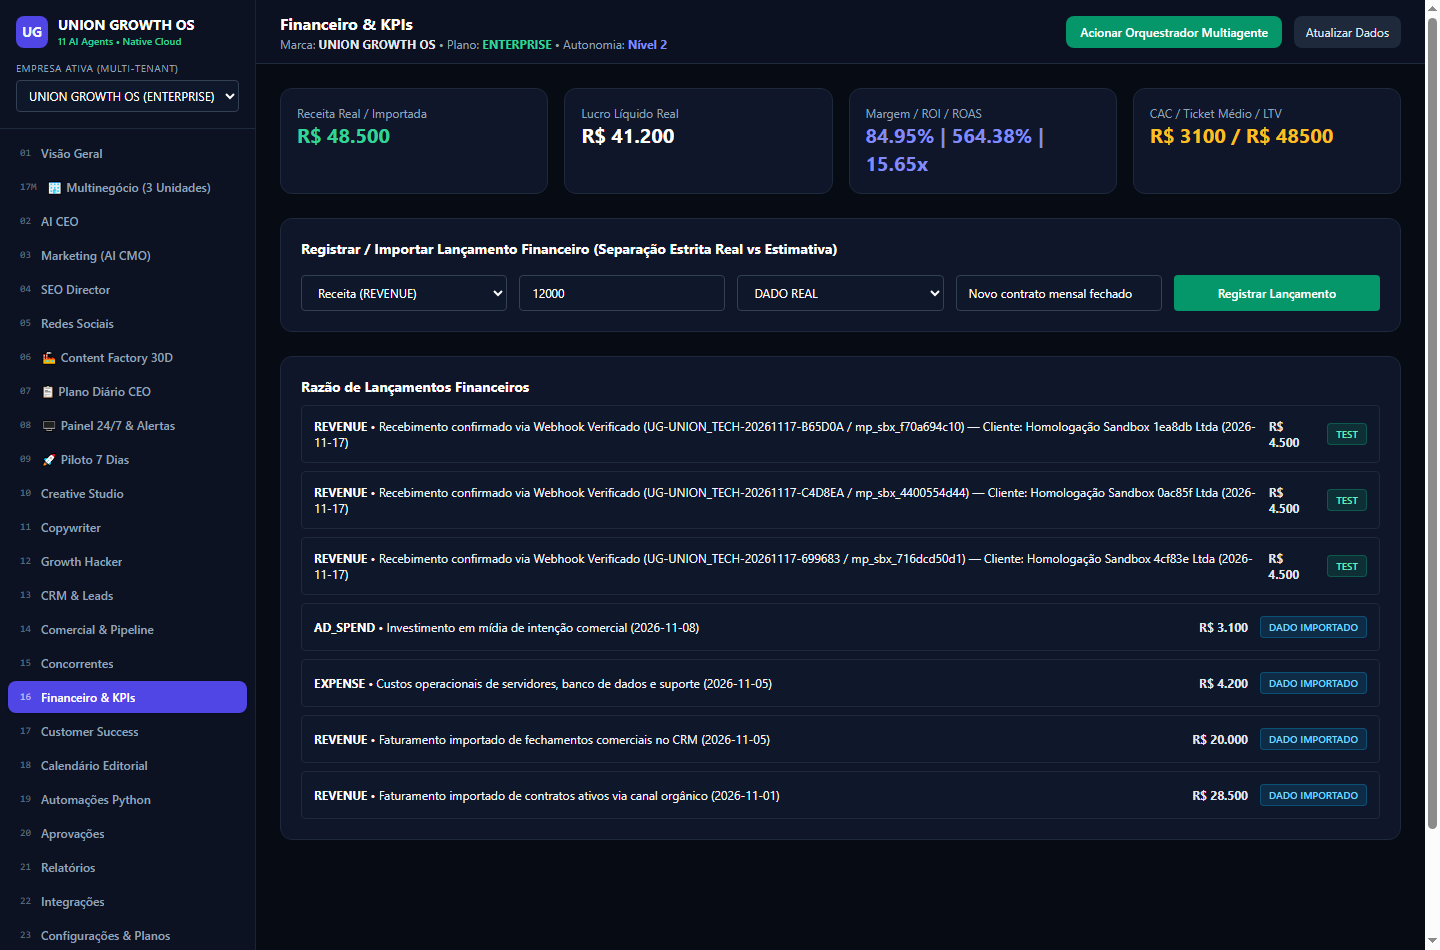 UG
UNION GROWTH OS
11 AI Agents • Native Cloud
EMPRESA ATIVA (MULTI-TENANT)
UNION GROWTH OS (ENTERPRISE)
01 Visão Geral
17M Multinegócio (3 Unidades)
02 AI CEO
03 Marketing (AI CMO)
04 SEO Director
05 Redes Sociais
06 Content Factory 30D
07 Plano Diário CEO
08 Painel 24/7 & Alertas
09 Piloto 7 Dias
10 Creative Studio
11 Copywriter
12 Growth Hacker
13 CRM & Leads
14 Comercial & Pipeline
15 Concorrentes
16 Financeiro & KPIs
17 Customer Success
18 Calendário Editorial
19 Automações Python
20 Aprovações
21 Relatórios
22 Integrações
23 Configurações & Planos
Financeiro & KPIs
Marca: UNION GROWTH OS • Plano: ENTERPRISE • Autonomia: Nível 2
Acionar Orquestrador Multiagente
Atualizar Dados
Receita Real / Importada
R$ 48.500
Lucro Líquido Real
R$ 41.200
Margem / ROI / ROAS
84.95% | 564.38% |
15.65x
CAC / Ticket Médio / LTV
R$ 3100 / R$ 48500
Registrar / Importar Lançamento Financeiro (Separação Estrita Real vs Estimativa)
Receita (REVENUE)
12000
DADO REAL
Novo contrato mensal fechado
Registrar Lançamento
Razão de Lançamentos Financeiros
REVENUE • Recebimento confirmado via Webhook Verificado (UG-UNION_TECH-20261117-B65D0A / mp_sbx_f70a694c10) — Cliente: Homologação Sandbox 1ea8db Ltda (2026-
11-17)
R$
4.500
TEST
REVENUE • Recebimento confirmado via Webhook Verificado (UG-UNION_TECH-20261117-C4D8EA / mp_sbx_4400554d44) — Cliente: Homologação Sandbox 0ac85f Ltda (2026-
11-17)
R$
4.500
TEST
REVENUE • Recebimento confirmado via Webhook Verificado (UG-UNION_TECH-20261117-699683 / mp_sbx_716dcd50d1) — Cliente: Homologação Sandbox 4cf83e Ltda (2026-
11-17)
R$
4.500
TEST
AD_SPEND • Investimento em mídia de intenção comercial (2026-11-08)
R$ 3.100
DADO IMPORTADO
EXPENSE • Custos operacionais de servidores, banco de dados e suporte (2026-11-05)
R$ 4.200
DADO IMPORTADO
REVENUE • Faturamento importado de fechamentos comerciais no CRM (2026-11-05)
R$ 20.000
DADO IMPORTADO
REVENUE • Faturamento importado de contratos ativos via canal orgânico (2026-11-01)
R$ 28.500
DADO IMPORTADO